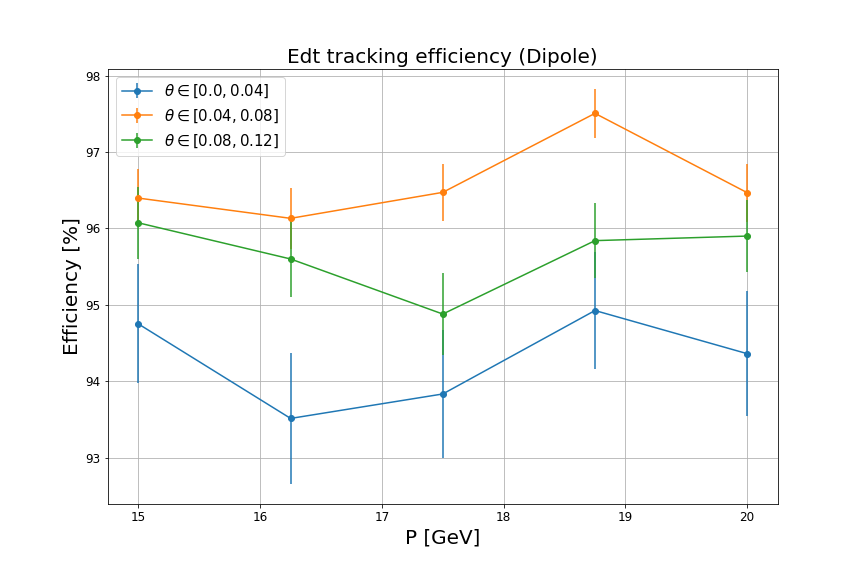 Edt tracking efficiency (Dipole)
98
97
96
95
94
93
Efficiency [%]
θ ∈ [0.0, 0.04]
θ ∈ [0.04, 0.08]
θ ∈ [0.08, 0.12]
15 16 17 18 19 20
P [GeV]